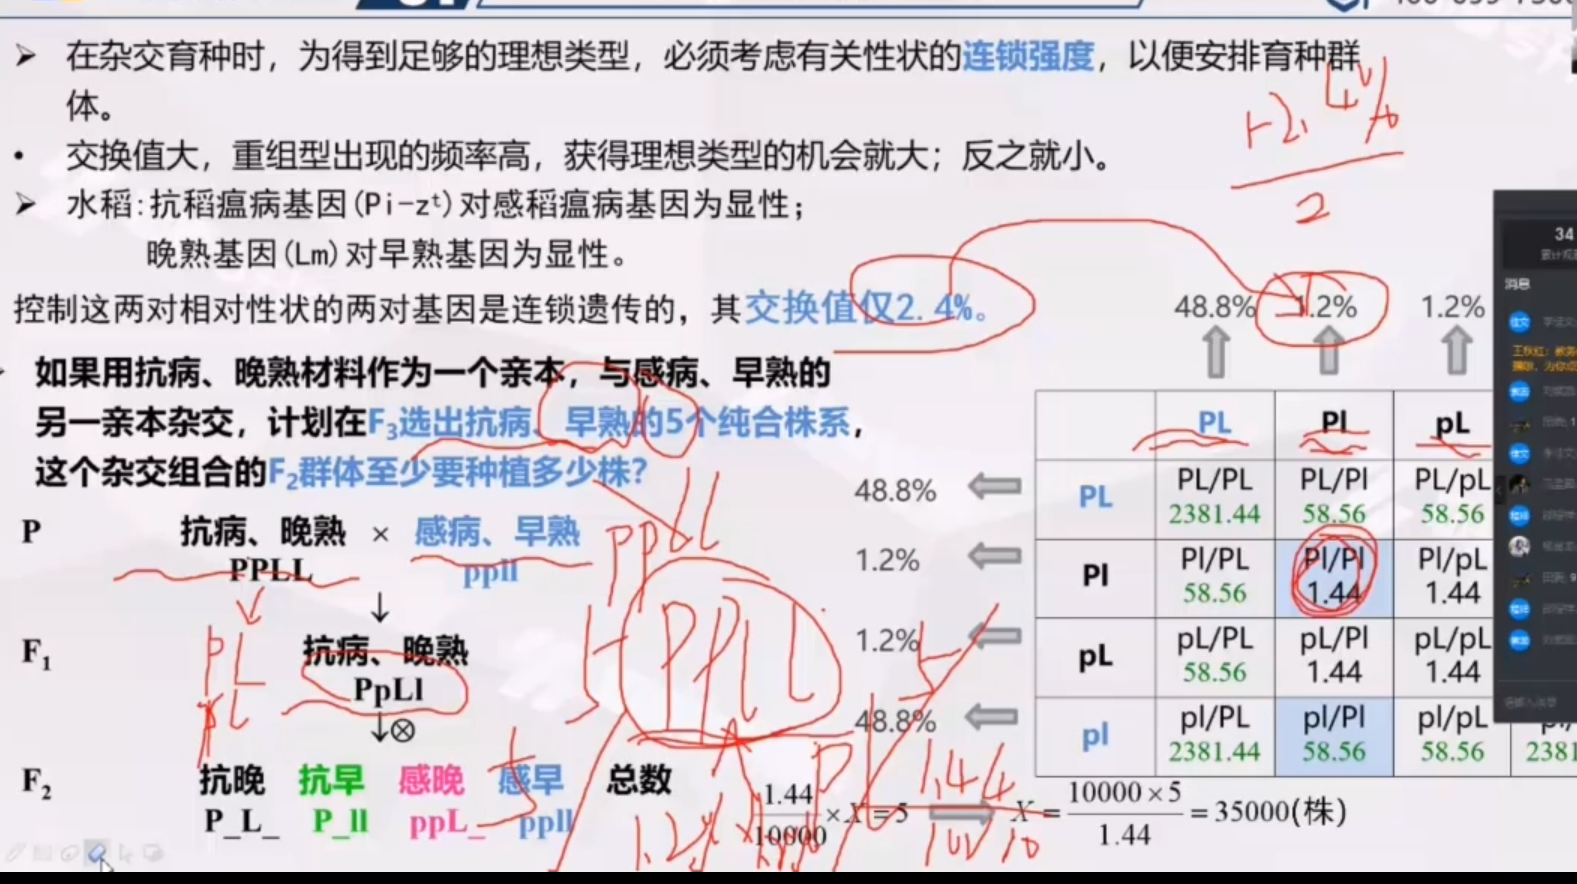 ➢ 在杂交育种时，为得到足够的理想类型，必须考虑有关性状的连锁强度，以便安排育种群
体。
• 交换值大，重组型出现的频率高，获得理想类型的机会就大；反之就小。
➢ 水稻:抗稻瘟病基因(Pi-zᵗ)对感稻瘟病基因为显性；
晚熟基因(Lm)对早熟基因为显性。
控制这两对相对性状的两对基因是连锁遗传的，其交换值仅2.4%。
如果用抗病、晚熟材料作为一个亲本，与感病、早熟的
另一亲本杂交，计划在F₃选出抗病、早熟的5个纯合株系，
这个杂交组合的F₂群体至少要种植多少株？
P 抗病、晚熟 × 感病、早熟
PPLL ppll
↓
F₁ 抗病、晚熟
PpLl
↓⊗
F₂ 抗晚 抗早 感晚 感早 总数
P_L_ P_ll ppL_ ppll
1.44/10000 × X = 5 X = 10000×5/1.44 = 35000(株)
2.4%
2
48.8% 1.2% 1.2%
PL Pl pL
48.8% PL PL/PL PL/Pl PL/pL
2381.44 58.56 58.56
1.2% Pl Pl/PL Pl/Pl Pl/pL
58.56 1.44 1.44
1.2% pL pL/PL pL/Pl pL/pL
58.56 1.44 1.44
48.8% pl pl/PL pl/Pl pl/pL
2381.44 58.56 58.56
PPLL
PL
1.44
34
消息